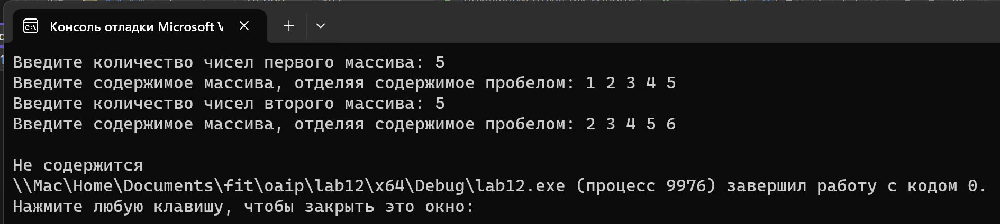 Консоль отладки Microsoft V
Введите количество чисел первого массива: 5
Введите содержимое массива, отделяя содержимое пробелом: 1 2 3 4 5
Введите количество чисел второго массива: 5
Введите содержимое массива, отделяя содержимое пробелом: 2 3 4 5 6
Не содержится
\\Mac\Home\Documents\fit\oaip\lab12\x64\Debug\lab12.exe (процесс 9976) завершил работу с кодом 0.
Нажмите любую клавишу, чтобы закрыть это окно: